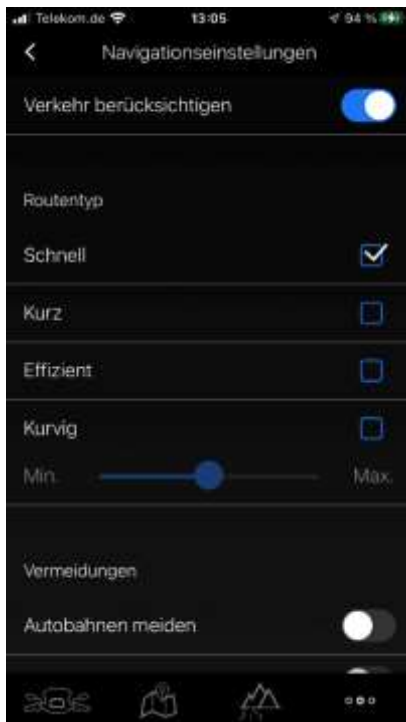 Telekom.de 13:05 94 %
Navigationseinstellungen
Verkehr berücksichtigen
Routentyp
Schnell
Kurz
Effizient
Kurvig
Min. Max.
Vermeidungen
Autobahnen meiden